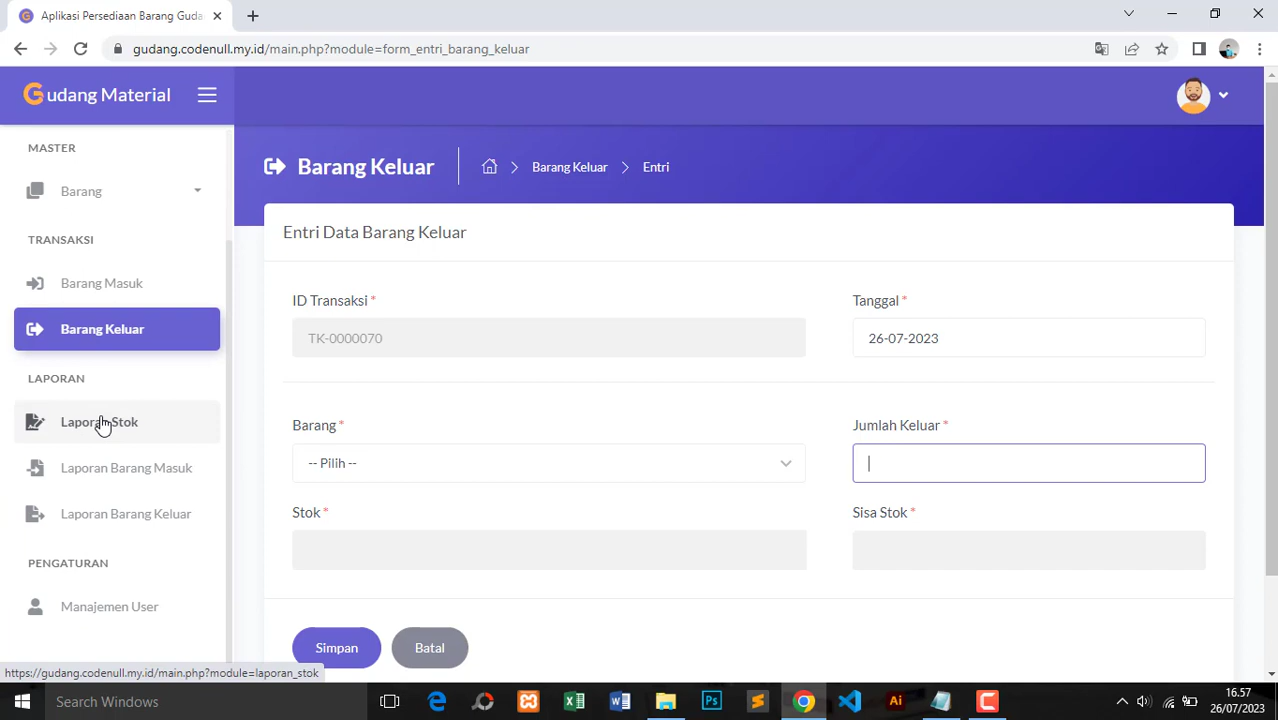 Aplikasi Persediaan Barang Guda
gudang.codenull.my.id/main.php?module=form_entri_barang_keluar
Gudang Material
MASTER
Barang
TRANSAKSI
Barang Masuk
Barang Keluar
LAPORAN
Laporan Stok
Laporan Barang Masuk
Laporan Barang Keluar
PENGATURAN
Manajemen User
Barang Keluar
Barang Keluar
Entri
Entri Data Barang Keluar
ID Transaksi *
Tanggal *
TK-0000070
26-07-2023
Barang *
Jumlah Keluar *
-- Pilih --
Stok *
Sisa Stok *
Simpan
Batal
https://gudang.codenull.my.id/main.php?module=laporan_stok
Search Windows
Ai
16.57
26/07/2023